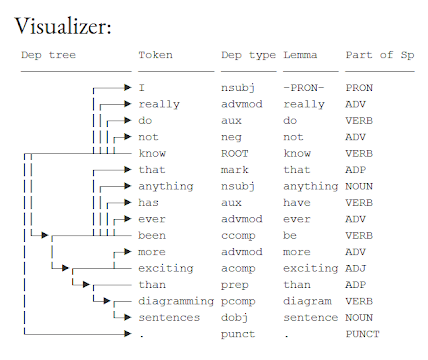 Visualizer:
Dep tree Token Dep type Lemma Part of Sp
I nsubj -PRON- PRON
really advmod really ADV
do aux do VERB
not neg not ADV
know ROOT know VERB
that mark that ADP
anything nsubj anything NOUN
has aux have VERB
ever advmod ever ADV
been ccomp be VERB
more advmod more ADV
exciting acomp exciting ADJ
than prep than ADP
diagramming pcomp diagram VERB
sentences dobj sentence NOUN
. punct . PUNCT